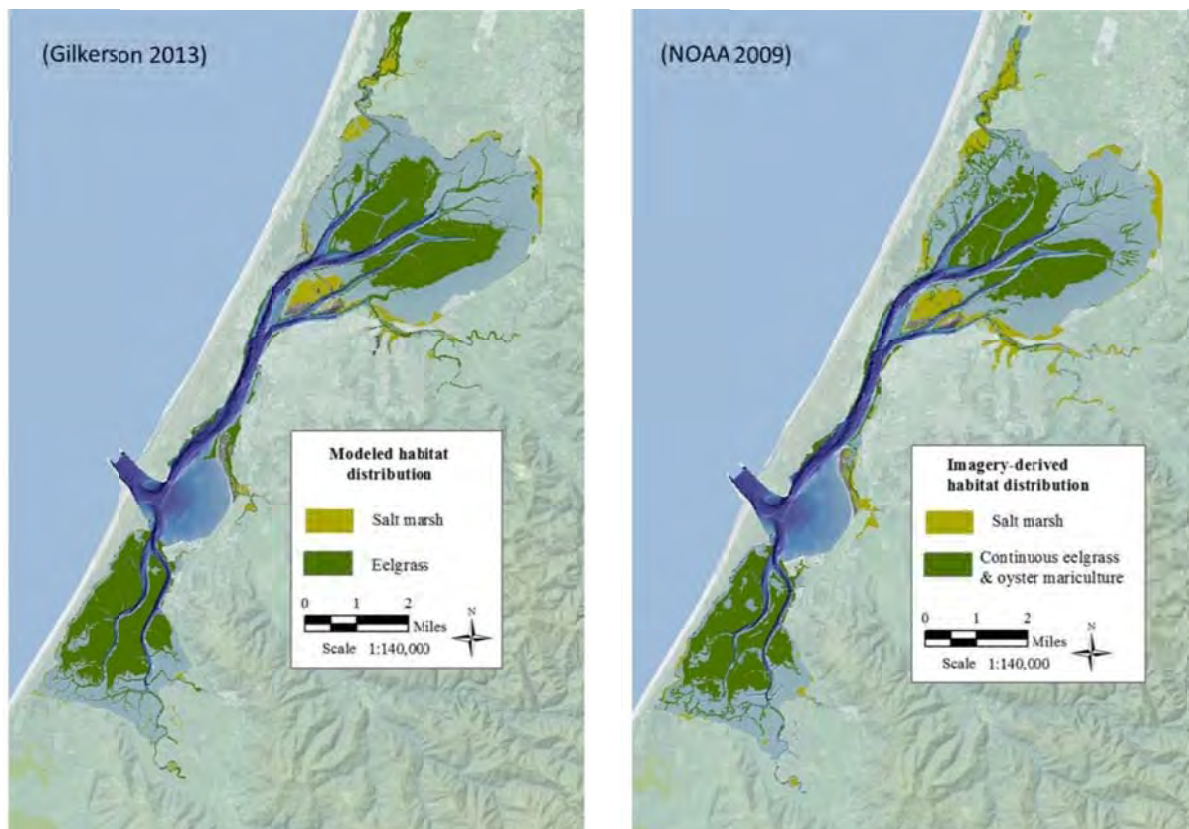 (Gilkerson 2013)
Modeled habitat
distribution
Salt marsh
Eelgrass
0 1 2
Miles
N
Scale 1:140,000
(NOAA 2009)
Imagery-derived
habitat distribution
Salt marsh
Continuous eelgrass
& oyster mariculture
0 1 2
Miles
N
Scale 1:140,000